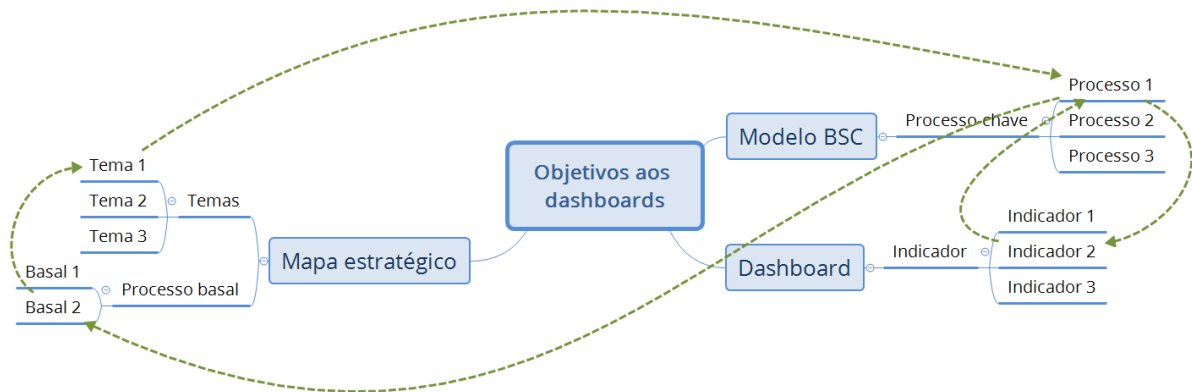 Objetivos aos
dashboards
Modelo BSC
Processo chave
Processo 1
Processo 2
Processo 3
Dashboard
Indicador
Indicador 1
Indicador 2
Indicador 3
Mapa estratégico
Temas
Tema 1
Tema 2
Tema 3
Processo basal
Basal 1
Basal 2